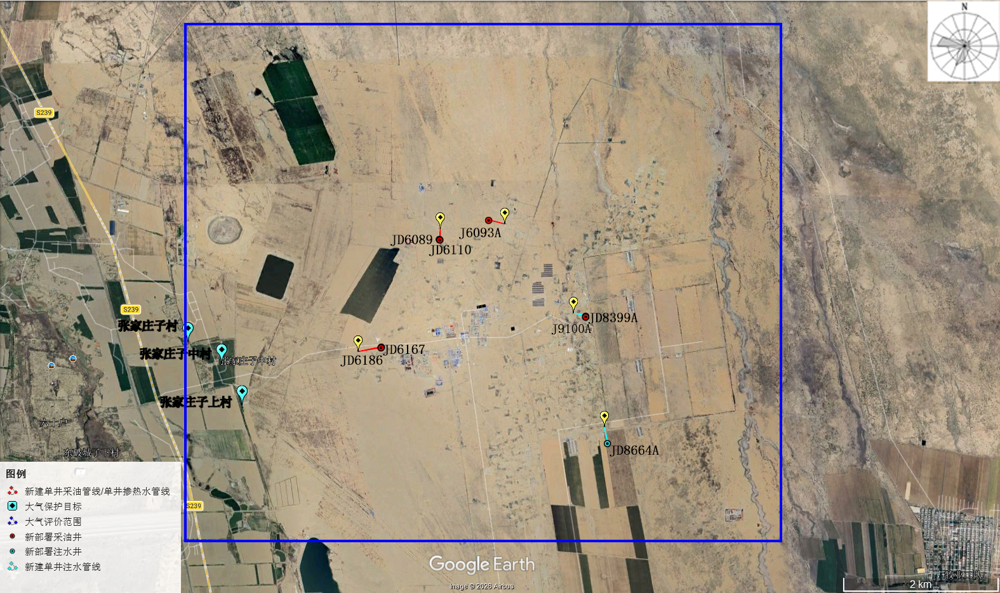 N
S239
J6093A
JD6089
JD6110
S239
张家庄子村
JD8399A
J9100A
张家庄子中村
JD6167
张家庄子中村
JD6186
张家庄子上村
六十户
JD8664A
东破城子下村
图例
新建单井采油管线/单井掺热水管线
大气保护目标
S239
大气评价范围
新部署采油井
新部署注水井
新建单井注水管线
Google Earth
牧业二队
2 km
Image © 2026 Airbus